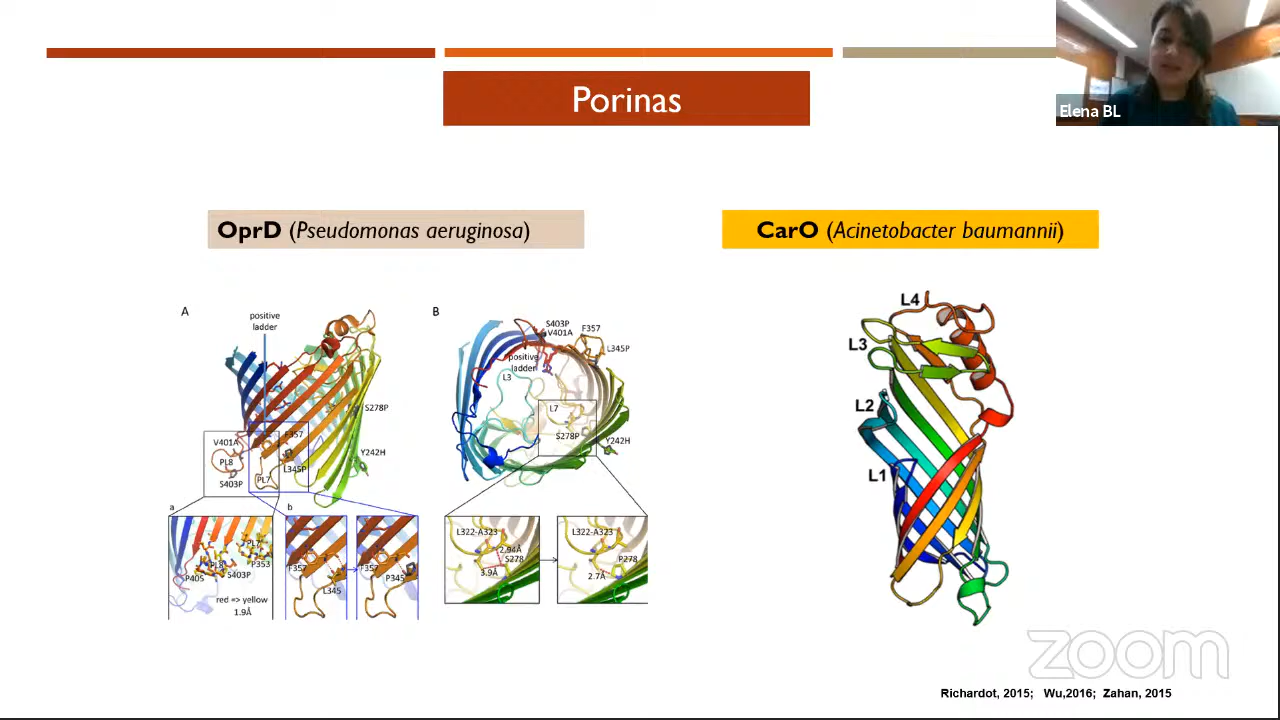 Porinas
Elena BL
OprD (Pseudomonas aeruginosa)
CarO (Acinetobacter baumannii)
A
positive
ladder
S278P
V401A
F357
PL8
L345P
Y242H
S403P
PL7
a
b
PL7
PL8
P353
P405
S403P
red => yellow
1.9Å
F357
L345
F357
P345
B
S403P
V401A
F357
positive
ladder
L345P
L3
L7
S278P
Y242H
L322-A323
2.94Å
S278
3.9Å
L322-A323
P278
2.7Å
L4
L3
L2
L1
zoom
Richardot, 2015; Wu,2016; Zahan, 2015